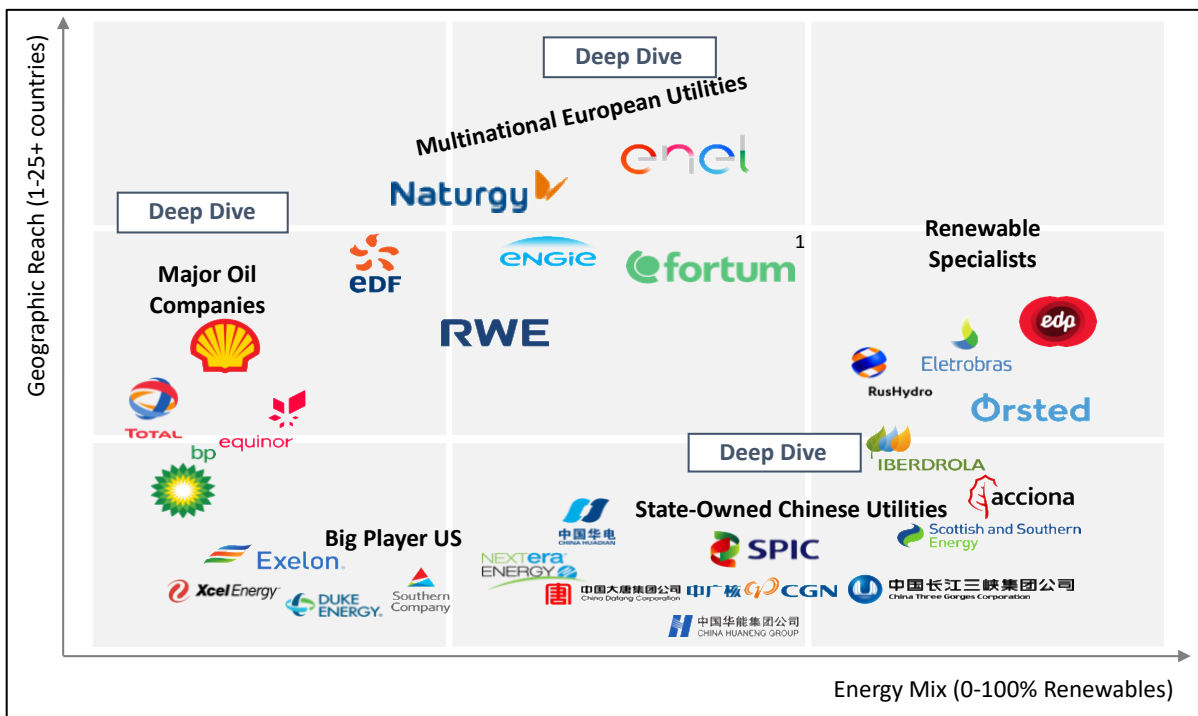 Geographic Reach (1-25+ countries)
Deep Dive
Multinational European Utilities
enel
Naturgy
Deep Dive
eDF
ENGIE
fortum
1
Renewable
Specialists
Major Oil
Companies
RWE
edp
Eletrobras
RusHydro
Orsted
TOTAL
equinor
bp
Deep Dive
IBERDROLA
acciona
State-Owned Chinese Utilities
Scottish and Southern
Energy
中国华电
CHINA HUADIAN
SPIC
Big Player US
Exelon®
NEXTera
ENERGY
Xcel Energy™
DUKE
ENERGY®
Southern
Company
中国大唐集团公司
China Datang Corporation
中广核 CGN
中国长江三峡集团公司
China Three Gorges Corporation
中国华能集团公司
CHINA HUANENG GROUP
Energy Mix (0-100% Renewables)